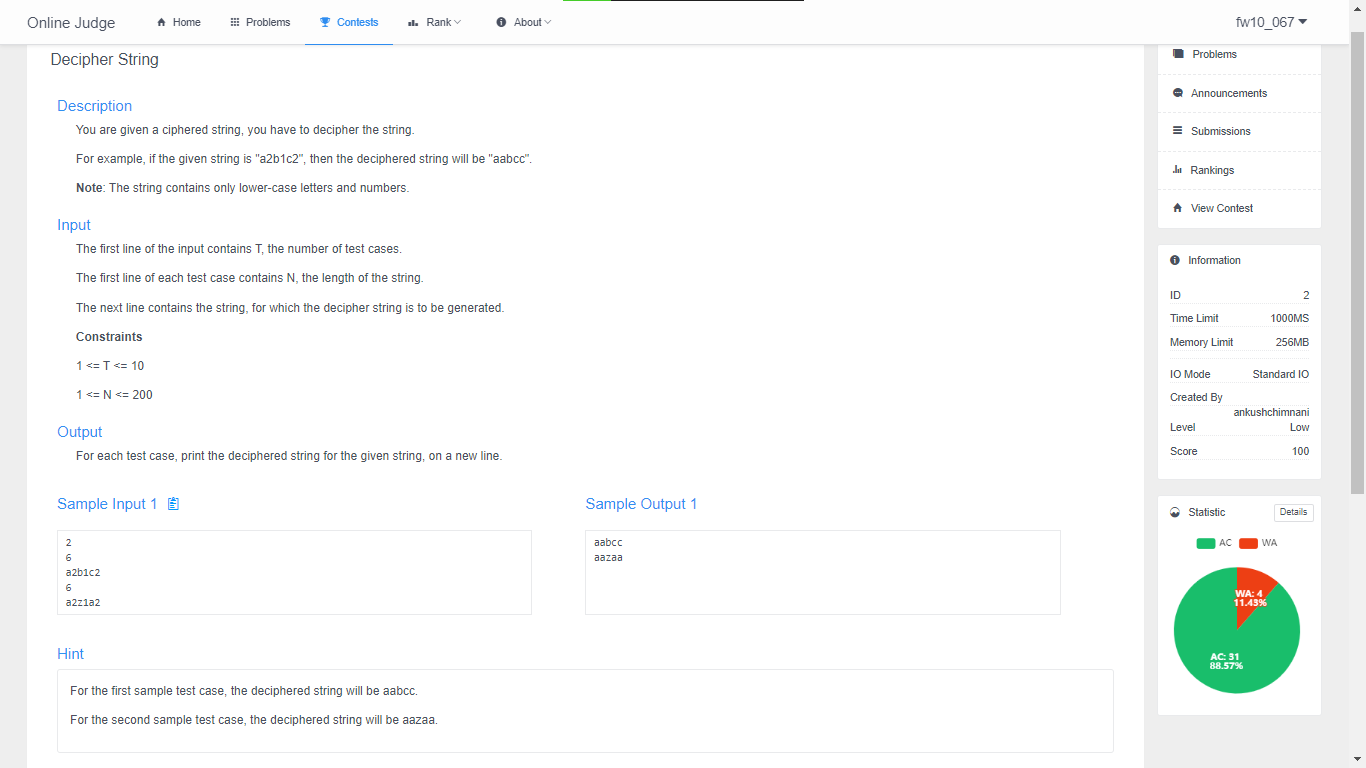 Online Judge
Home
Problems
Contests
Rank
About
fw10_067
Decipher String
Description
You are given a ciphered string, you have to decipher the string.
For example, if the given string is "a2b1c2", then the deciphered string will be "aabcc".
Note: The string contains only lower-case letters and numbers.
Input
The first line of the input contains T, the number of test cases.
The first line of each test case contains N, the length of the string.
The next line contains the string, for which the decipher string is to be generated.
Constraints
1 <= T <= 10
1 <= N <= 200
Output
For each test case, print the deciphered string for the given string, on a new line.
Sample Input 1
2
6
a2b1c2
6
a2z1a2
Sample Output 1
aabcc
aazaa
Hint
For the first sample test case, the deciphered string will be aabcc.
For the second sample test case, the deciphered string will be aazaa.
Problems
Announcements
Submissions
Rankings
View Contest
Information
ID 2
Time Limit 1000MS
Memory Limit 256MB
IO Mode Standard IO
Created By
ankushchimnani
Level Low
Score 100
Statistic
Details
AC WA
WA: 4
11.43%
AC: 31
88.57%